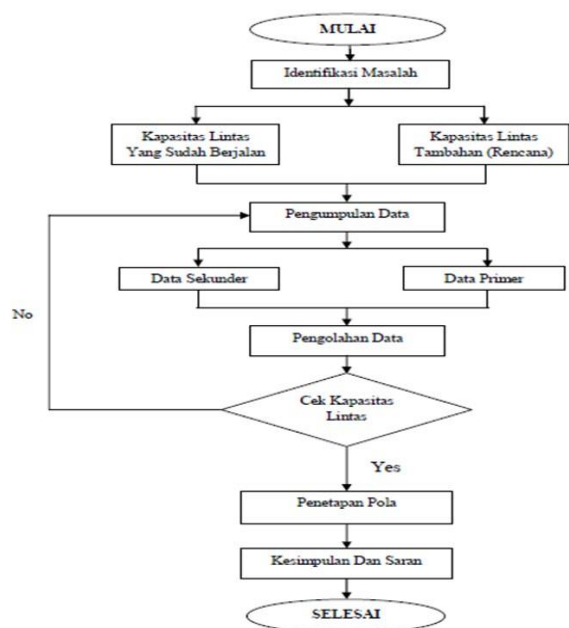 MULAI
Identifikasi Masalah
Kapasitas Lintas
Yang Sudah Berjalan
Kapasitas Lintas
Tambahan (Rencana)
Pengumpulan Data
Data Sekunder
Data Primer
No
Pengolahan Data
Cek Kapasitas
Lintas
Yes
Penetapan Pola
Kesimpulan Dan Saran
SELESAI